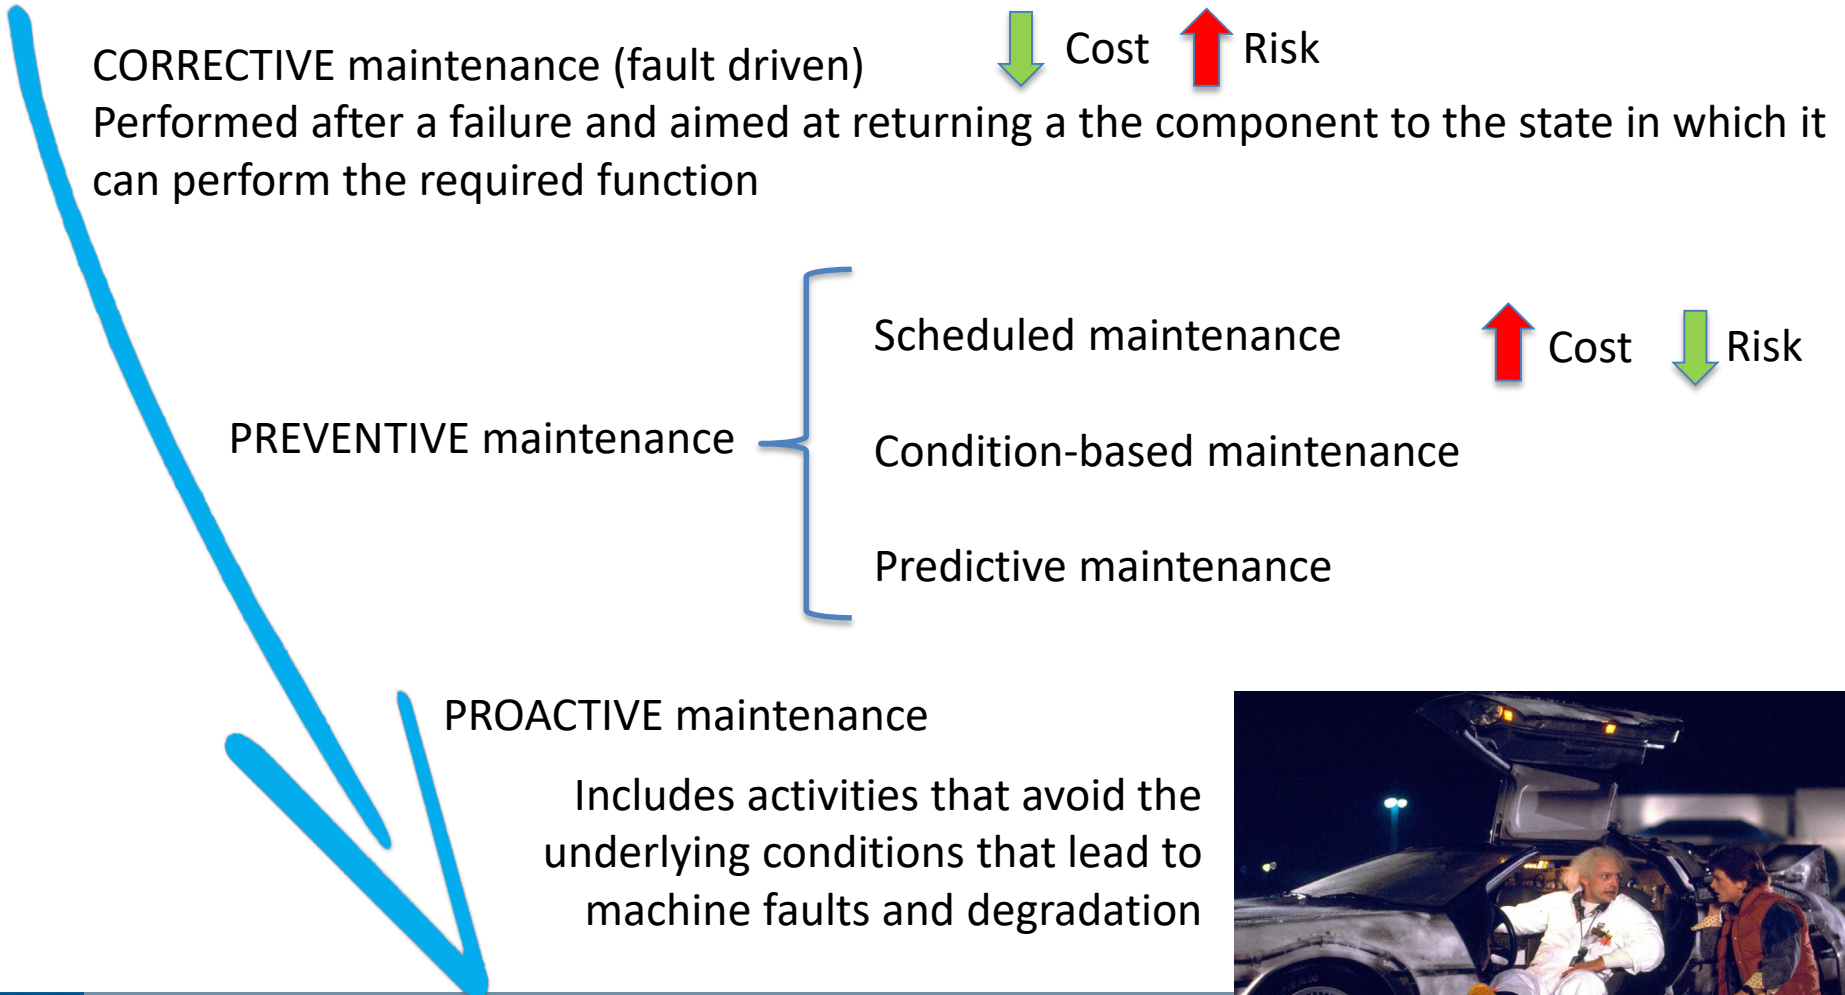 CORRECTIVE maintenance (fault driven)
Cost
Risk
Performed after a failure and aimed at returning a the component to the state in which it
can perform the required function
Scheduled maintenance
Cost
Risk
PREVENTIVE maintenance
Condition-based maintenance
Predictive maintenance
PROACTIVE maintenance
Includes activities that avoid the
underlying conditions that lead to
machine faults and degradation